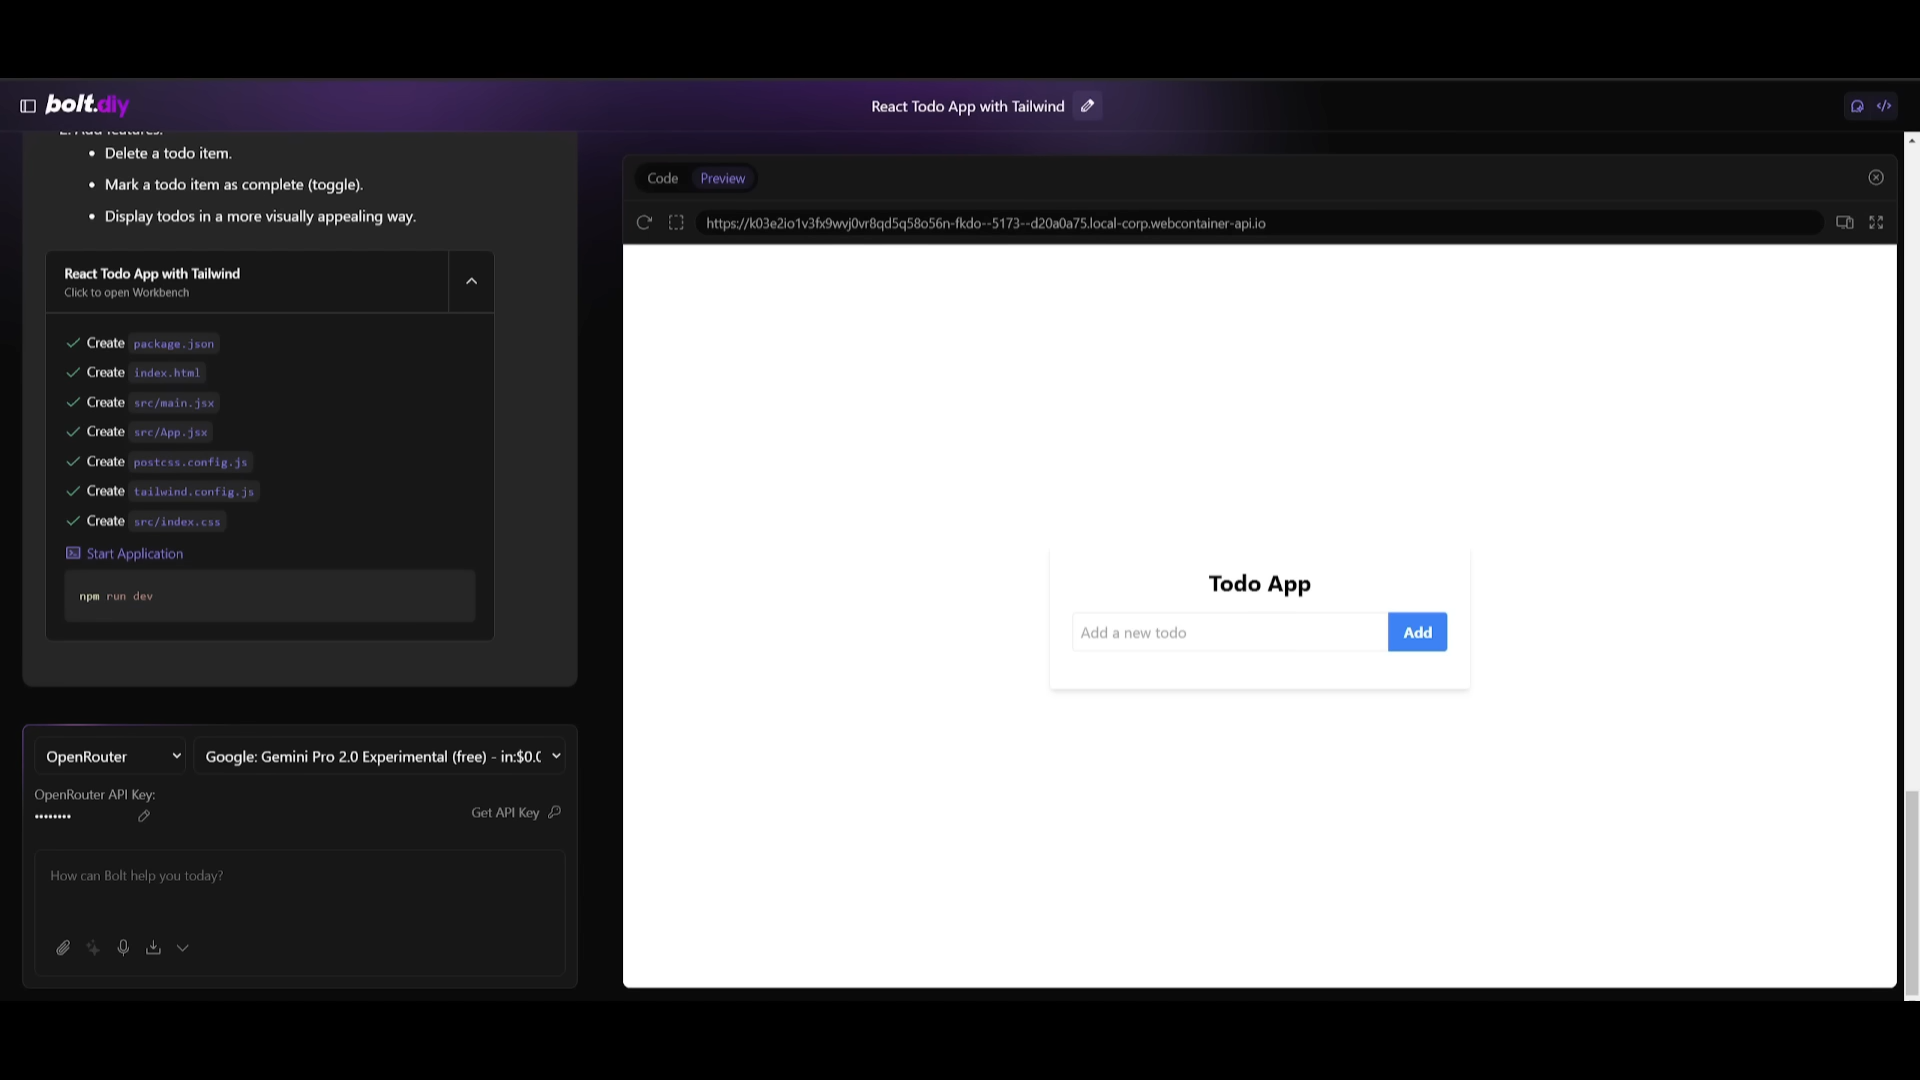 bolt.diy
React Todo App with Tailwind
2. Add features:
Delete a todo item.
Mark a todo item as complete (toggle).
Display todos in a more visually appealing way.
React Todo App with Tailwind
Click to open Workbench
Create package.json
Create index.html
Create src/main.jsx
Create src/App.jsx
Create postcss.config.js
Create tailwind.config.js
Create src/index.css
Start Application
npm run dev
OpenRouter
Google: Gemini Pro 2.0 Experimental (free) - in:$0.0
OpenRouter API Key:
••••••••
Get API Key
How can Bolt help you today?
Code
Preview
https://k03e2io1v3fx9wvj0vr8qd5q58o56n-fkdo--5173--d20a0a75.local-corp.webcontainer-api.io
Todo App
Add a new todo
Add